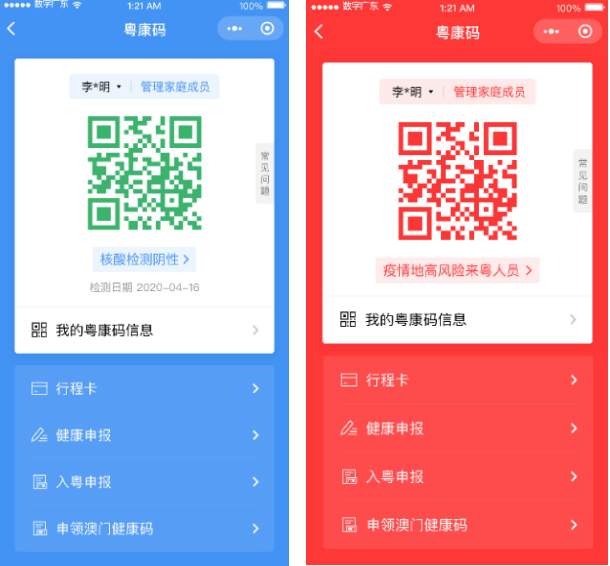 数字广东
1:21 AM
100%
粤康码
李*明
管理家庭成员
常见问题
核酸检测阴性
检测日期 2020-04-16
我的粤康码信息
行程卡
健康申报
入粤申报
申领澳门健康码
数字广东
1:21 AM
100%
粤康码
李*明
管理家庭成员
常见问题
疫情地高风险来粤人员
我的粤康码信息
行程卡
健康申报
入粤申报
申领澳门健康码